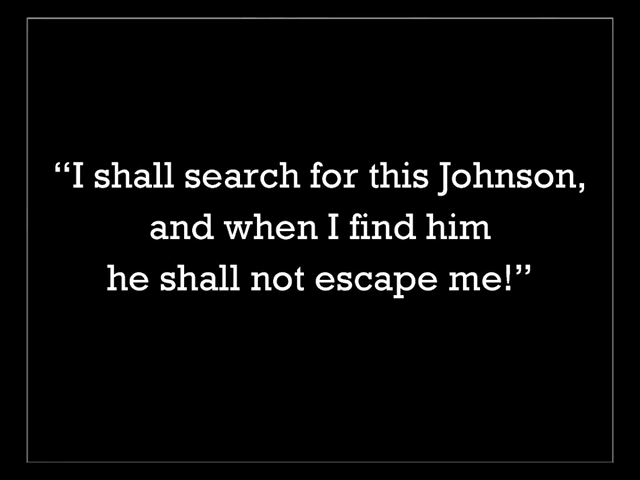 “I shall search for this Johnson,
and when I find him
he shall not escape me!”